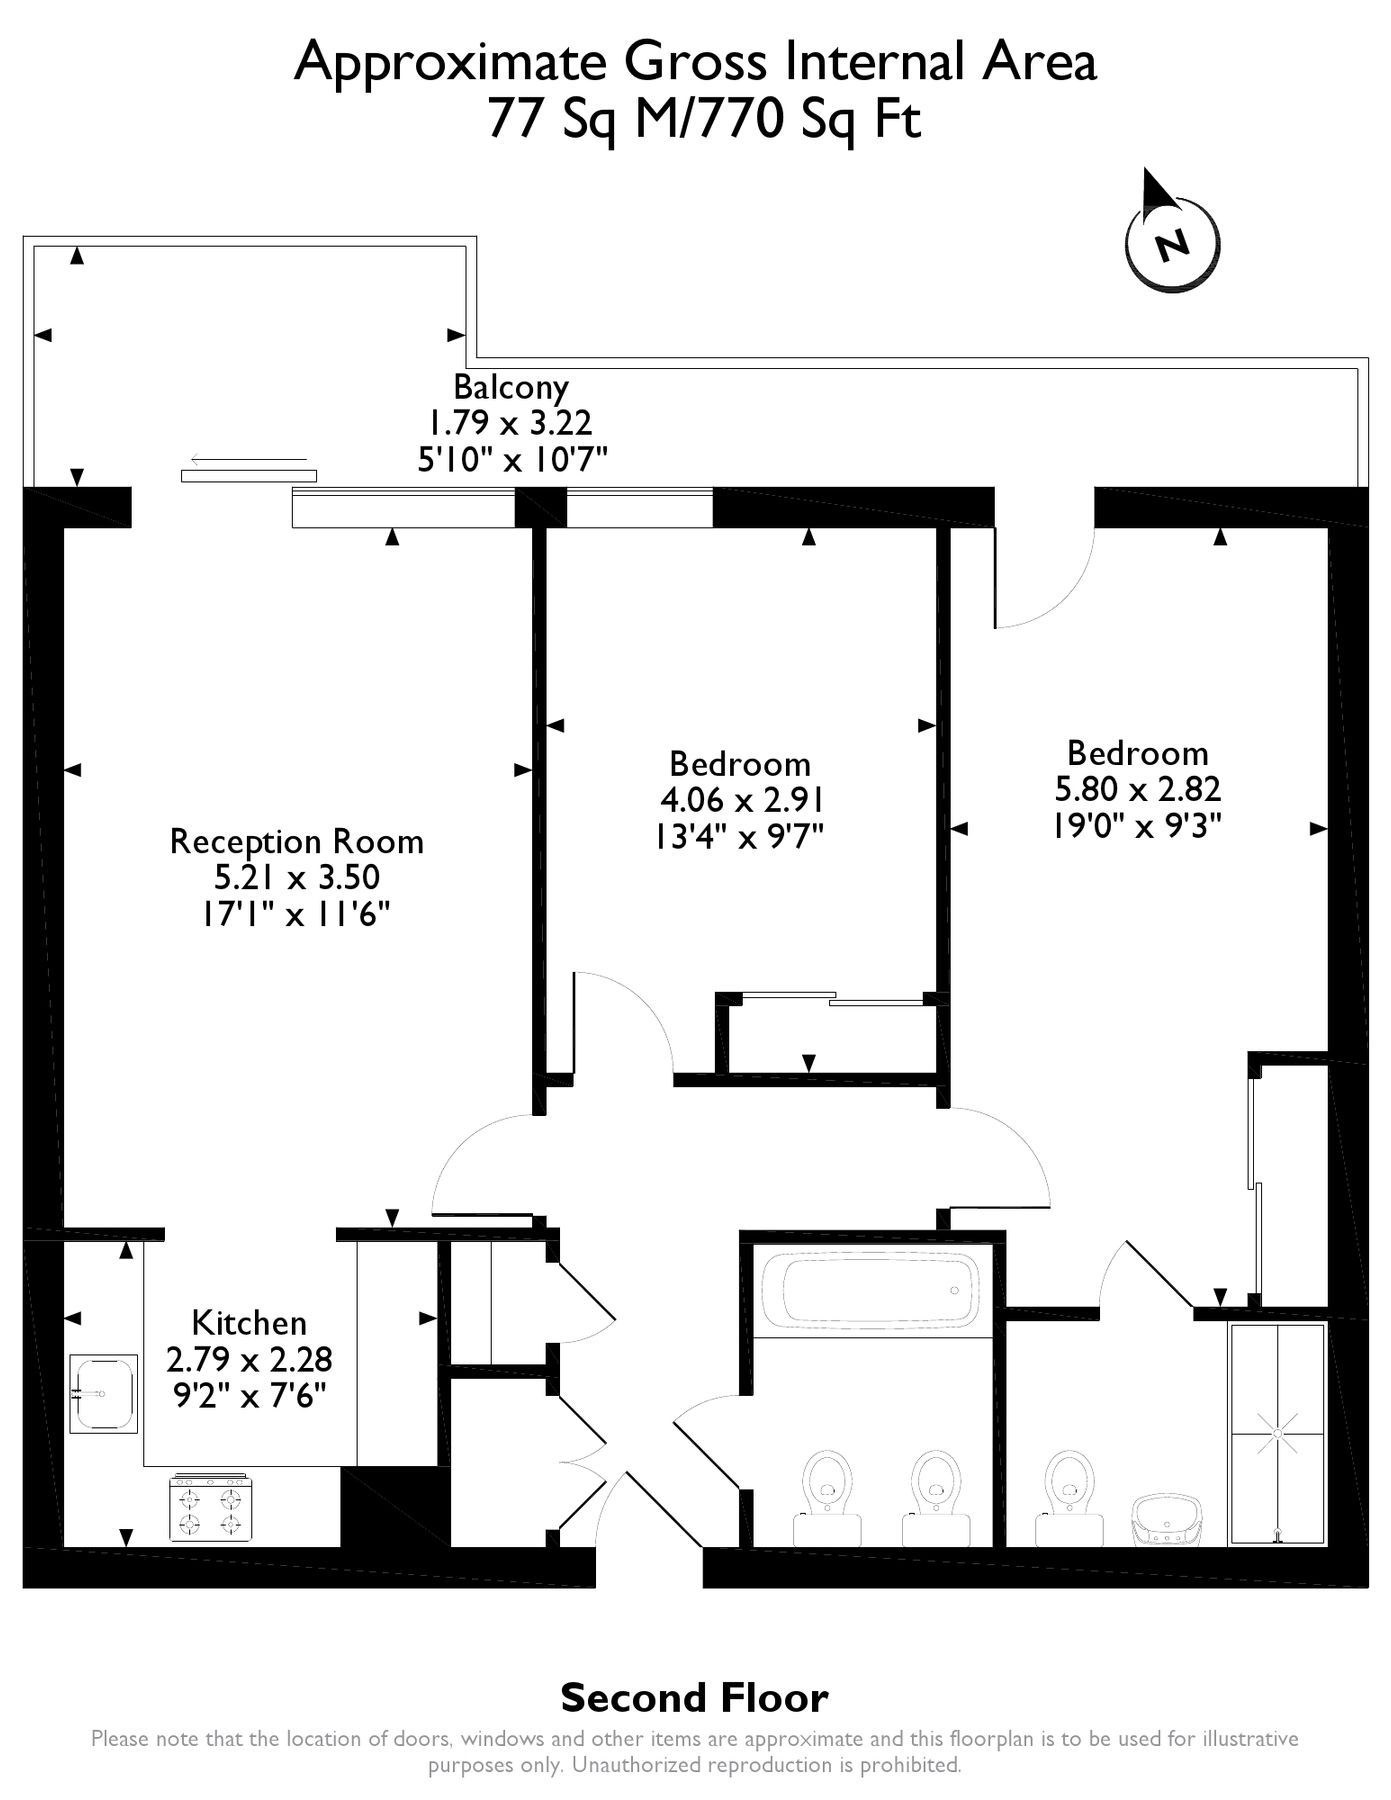 Approximate Gross Internal Area
77 Sq M/770 Sq Ft
N
Balcony
1.79 x 3.22
5'10" x 10'7"
Bedroom
4.06 x 2.91
13'4" x 9'7"
Bedroom
5.80 x 2.82
19'0" x 9'3"
Reception Room
5.21 x 3.50
17'1" x 11'6"
Kitchen
2.79 x 2.28
9'2" x 7'6"
Second Floor
Please note that the location of doors, windows and other items are approximate and this floorplan is to be used for illustrative
purposes only. Unauthorized reproduction is prohibited.